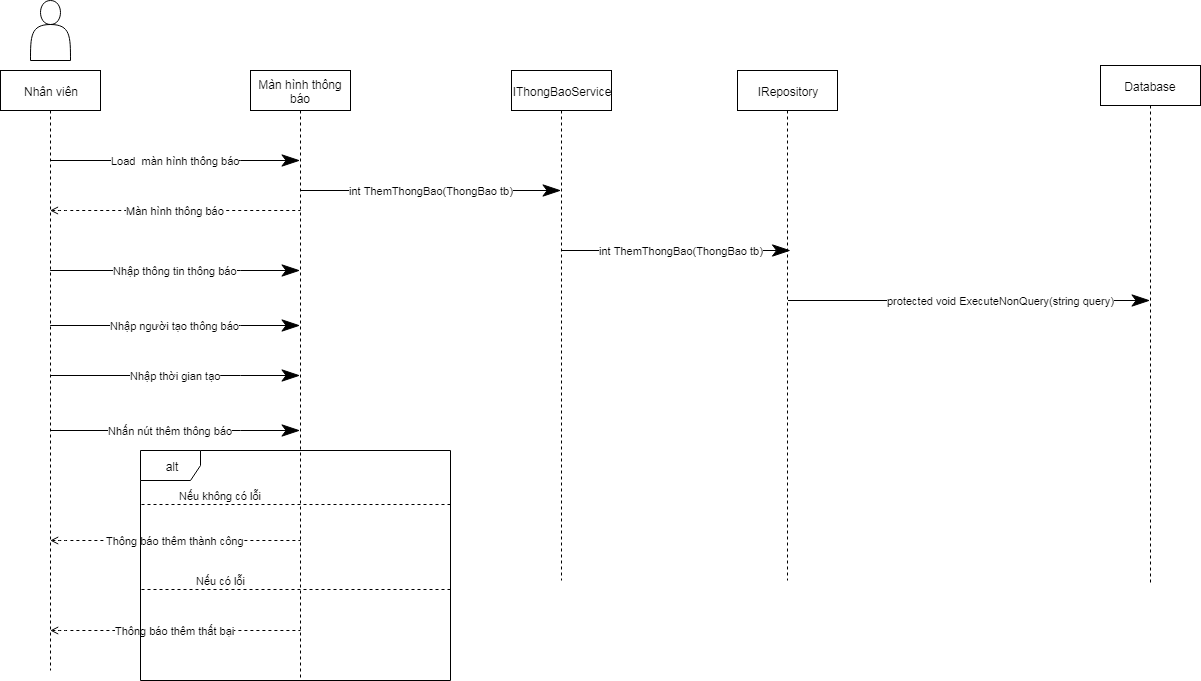 Nhân viên
Màn hình thông
báo
IThongBaoService
IRepository
Database
Load màn hình thông báo
int ThemThongBao(ThongBao tb)
Màn hình thông báo
int ThemThongBao(ThongBao tb)
Nhập thông tin thông báo
protected void ExecuteNonQuery(string query)
Nhập người tạo thông báo
Nhập thời gian tạo
Nhấn nút thêm thông báo
alt
Nếu không có lỗi
Thông báo thêm thành công
Nếu có lỗi
Thông báo thêm thất bại